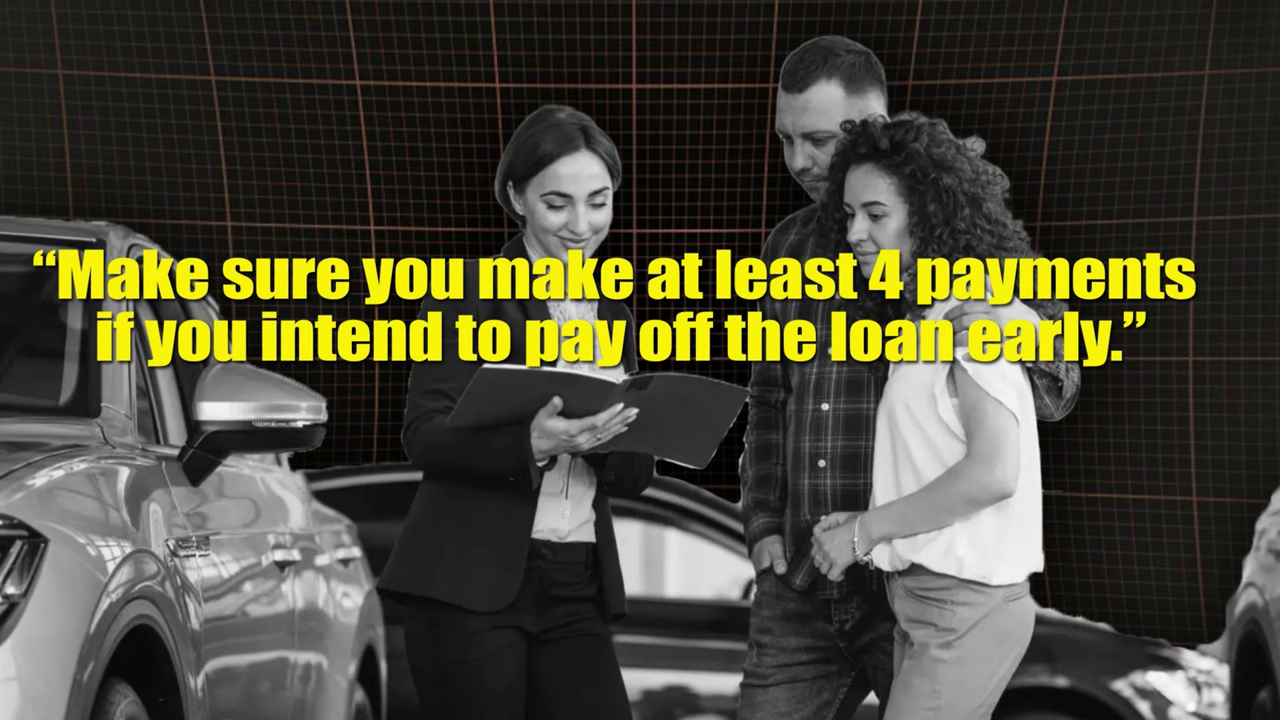 “Make sure you make at least 4 payments
if you intend to pay off the loan early.”